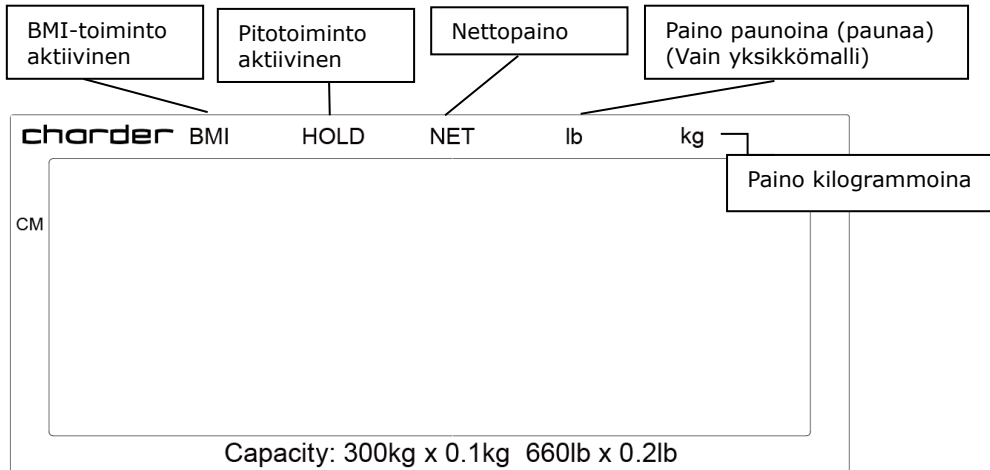 BMI-toiminto
aktiivinen
Pitotoiminto
aktiivinen
Nettopaino
Paino paunoina (paunaa)
(Vain yksikkömalli)
charder BMI HOLD NET lb kg
Paino kilogrammoina
CM
Capacity: 300kg x 0.1kg 660lb x 0.2lb